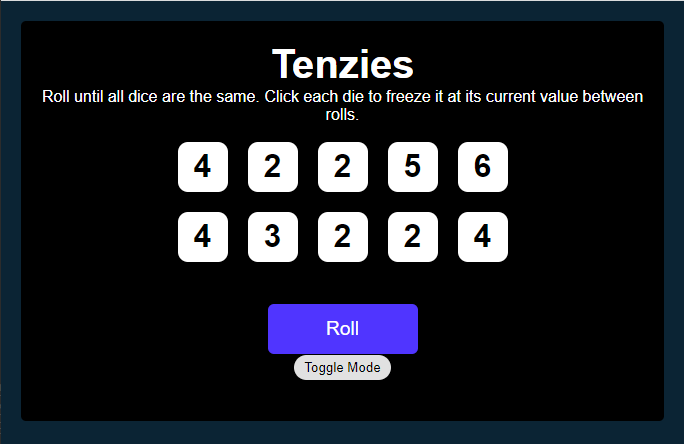 Tenzies
Roll until all dice are the same. Click each die to freeze it at its current value between
rolls.
4 2 2 5 6
4 3 2 2 4
Roll
Toggle Mode